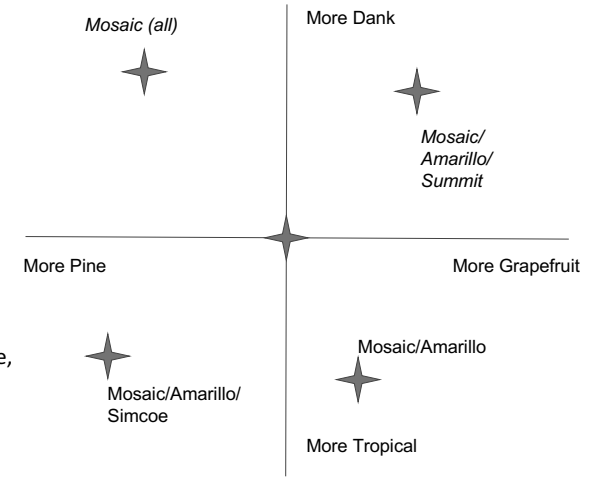 Mosaic (all)
More Dank
Mosaic/
Amarillo/
Summit
More Pine
More Grapefruit
e,
Mosaic/Amarillo
Mosaic/Amarillo/
Simcoe
More Tropical